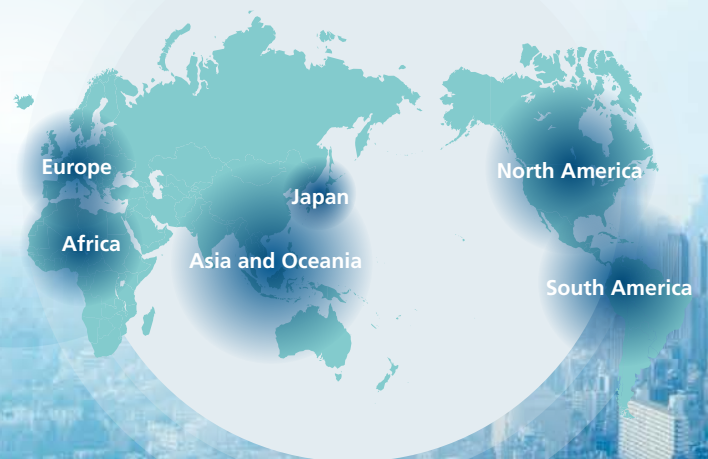 Europe
North America
Japan
Africa
Asia and Oceania
South America